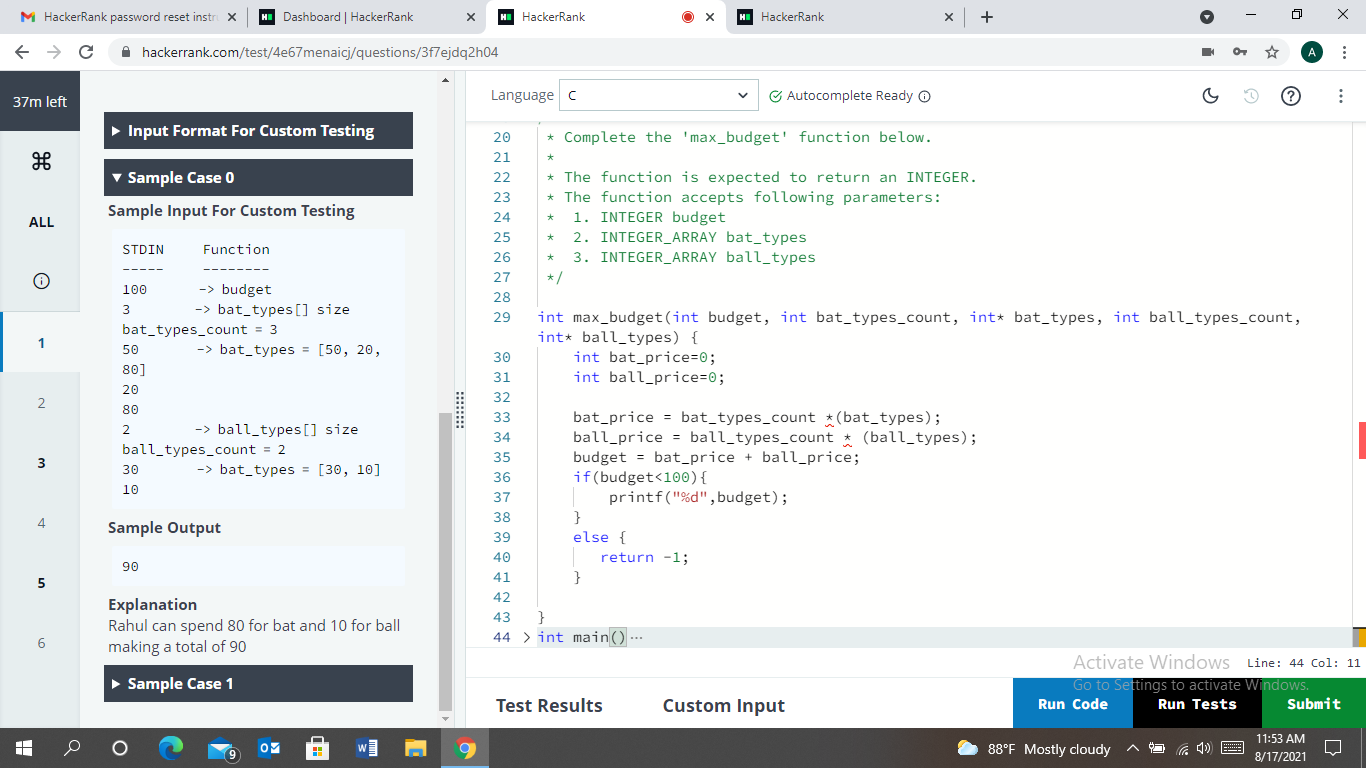 HackerRank password reset instr
Dashboard | HackerRank
HackerRank
HackerRank
hackerrank.com/test/4e67menaicj/questions/3f7ejdq2h04
A
37m left
ALL
1
2
3
4
5
6
Input Format For Custom Testing
Sample Case 0
Sample Input For Custom Testing
STDIN Function
----- --------
100 -> budget
3 -> bat_types[] size
bat_types_count = 3
50 -> bat_types = [50, 20,
80]
20
80
2 -> ball_types[] size
ball_types_count = 2
30 -> bat_types = [30, 10]
10
Sample Output
90
Explanation
Rahul can spend 80 for bat and 10 for ball
making a total of 90
Sample Case 1
Language C Autocomplete Ready
20 * Complete the 'max_budget' function below.
21 *
22 * The function is expected to return an INTEGER.
23 * The function accepts following parameters:
24 * 1. INTEGER budget
25 * 2. INTEGER_ARRAY bat_types
26 * 3. INTEGER_ARRAY ball_types
27 */
28
29 int max_budget(int budget, int bat_types_count, int* bat_types, int ball_types_count,
int* ball_types) {
30 int bat_price=0;
31 int ball_price=0;
32
33 bat_price = bat_types_count *(bat_types);
34 ball_price = ball_types_count * (ball_types);
35 budget = bat_price + ball_price;
36 if(budget<100){
37 printf("%d",budget);
38 }
39 else {
40 return -1;
41 }
42
43 }
44 > int main() ...
Activate Windows
Go to Settings to activate Windows.
Line: 44 Col: 11
Test Results
Custom Input
Run Code
Run Tests
Submit
9
88°F Mostly cloudy
11:53 AM
8/17/2021